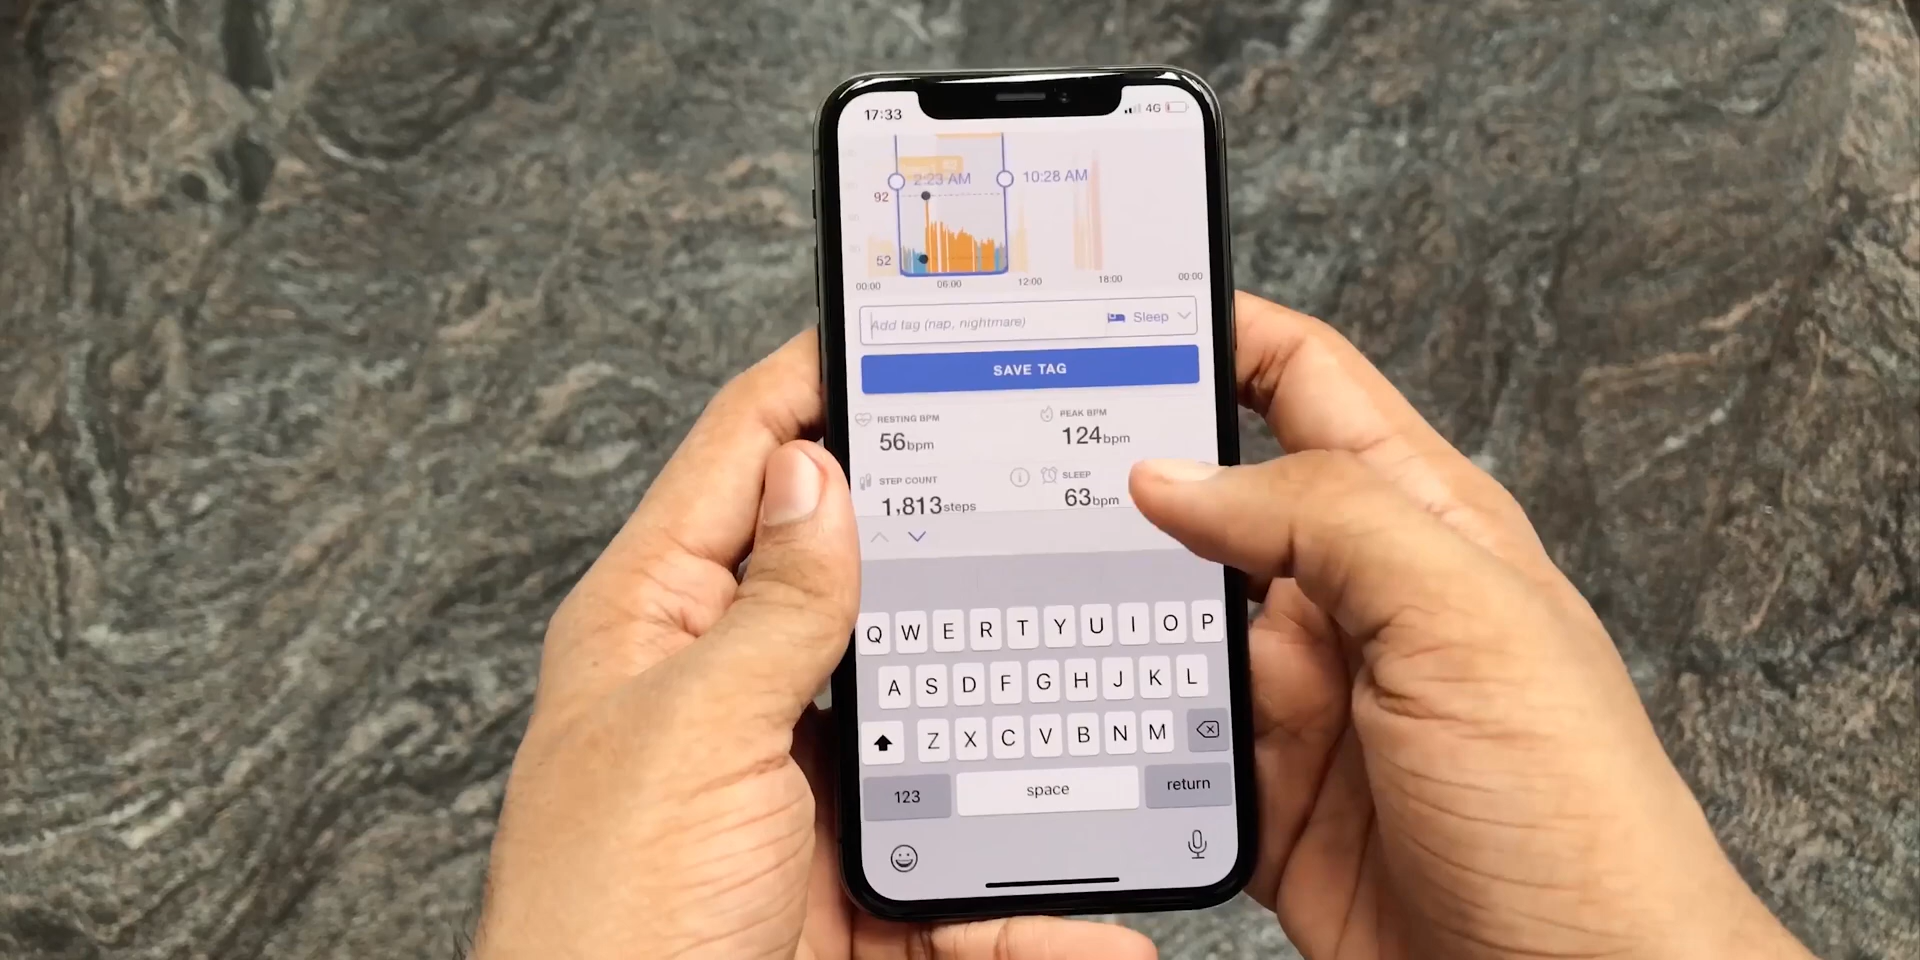 17:33
4G
2:23 AM
10:28 AM
92
52
00:00 06:00 12:00 18:00 00:00
Add tag (nap, nightmare)
Sleep
SAVE TAG
RESTING BPM
56bpm
PEAK BPM
124bpm
STEP COUNT
1,813steps
SLEEP
63bpm
Q W E R T Y U I O P
A S D F G H J K L
Z X C V B N M
123
space
return